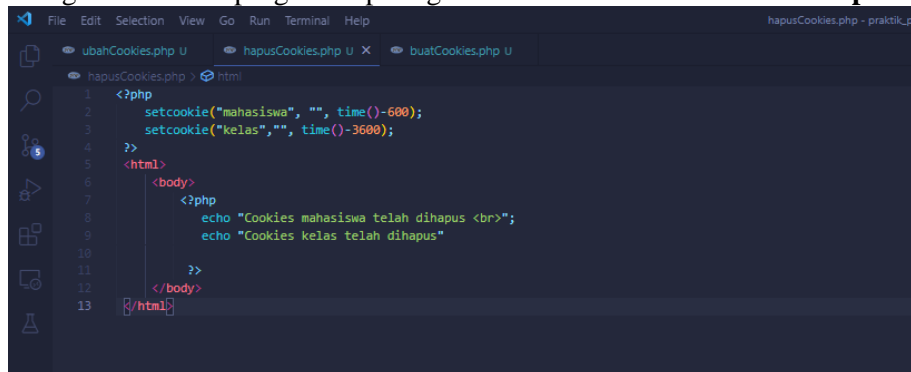 File Edit Selection View Go Run Terminal Help hapusCookies.php - praktik_p
ubahCookies.php U hapusCookies.php U X buatCookies.php U
hapusCookies.php > html
1 <?php
2 setcookie("mahasiswa", "", time()-600);
3 setcookie("kelas","", time()-3600);
4 ?>
5 <html>
6 <body>
7 <?php
8 echo "Cookies mahasiswa telah dihapus <br>";
9 echo "Cookies kelas telah dihapus"
10
11 ?>
12 </body>
13 </html>
5